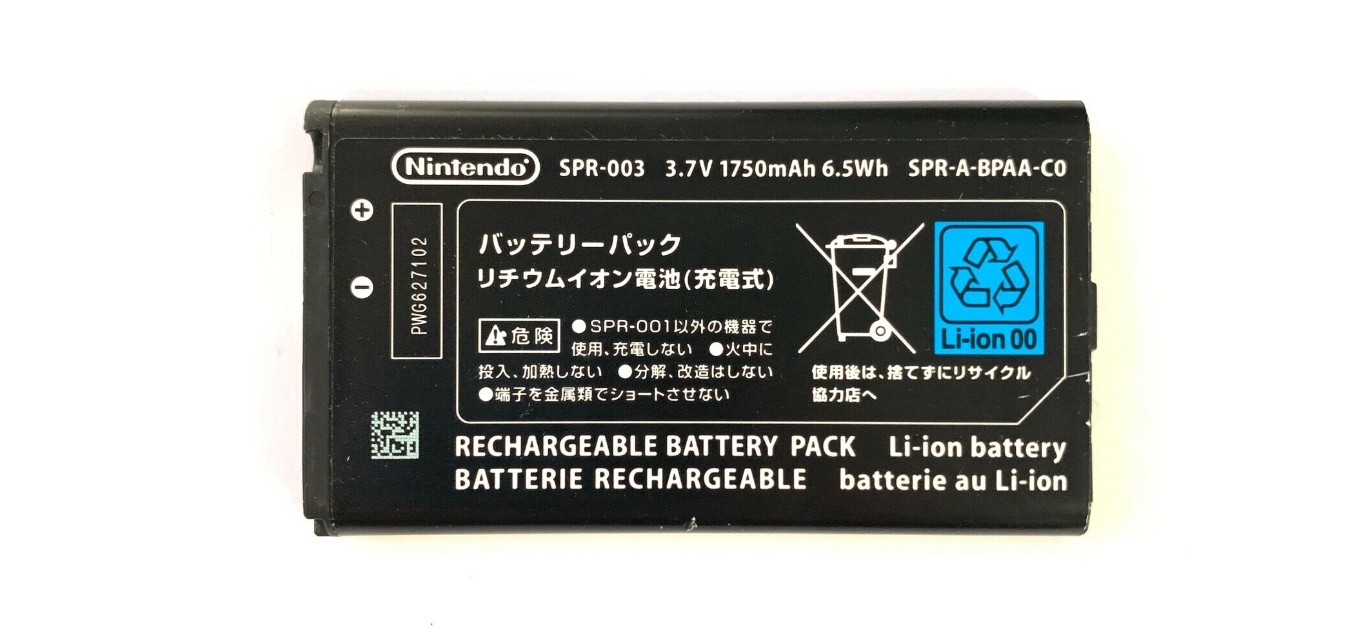 Nintendo SPR-003 3.7V 1750mAh 6.5Wh SPR-A-BPAA-C0
+
−
PWG627102
バッテリーパック
リチウムイオン電池(充電式)
危険 ●SPR-001以外の機器で
使用、充電しない ●火中に
投入、加熱しない ●分解、改造はしない
●端子を金属類でショートさせない
Li-ion 00
使用後は、捨てずにリサイクル
協力店へ
RECHARGEABLE BATTERY PACK Li-ion battery
BATTERIE RECHARGEABLE batterie au Li-ion